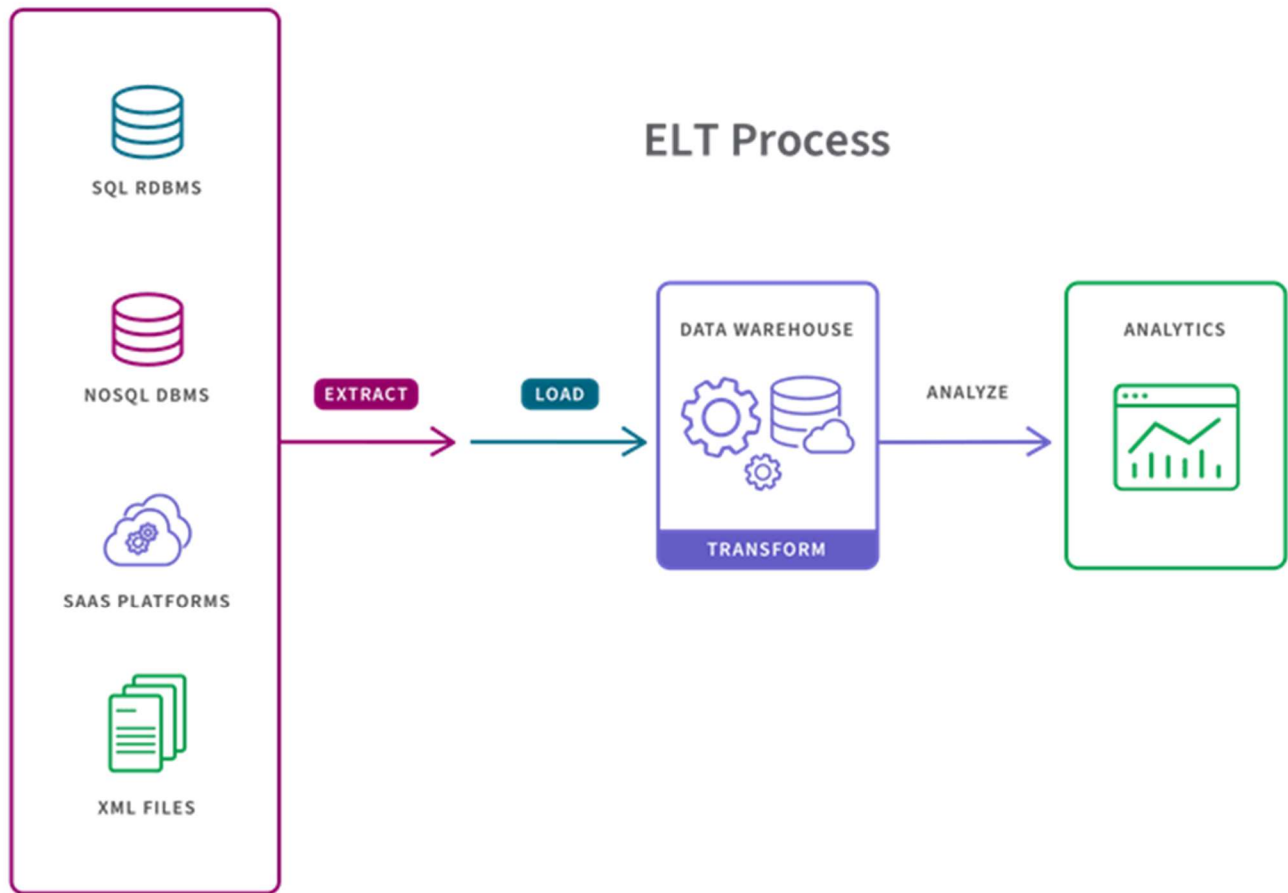 ELT Process
SQL RDBMS
NOSQL DBMS
SAAS PLATFORMS
XML FILES
EXTRACT
LOAD
DATA WAREHOUSE
TRANSFORM
ANALYZE
ANALYTICS